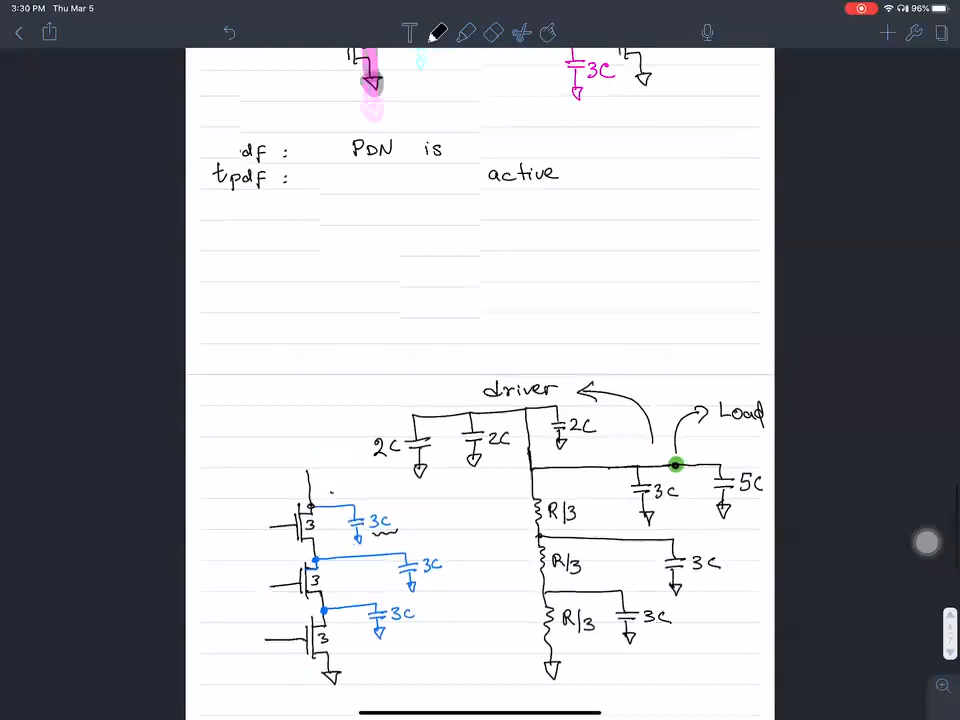 3:30 PM Thu Mar 5
96%
T
3C
df : PDN is
tpdf : active
driver
Load
2C
2C
2C
3C
5C
R/3
3C
R/3
3C
R/3
3
3C
3
3C
3
3C